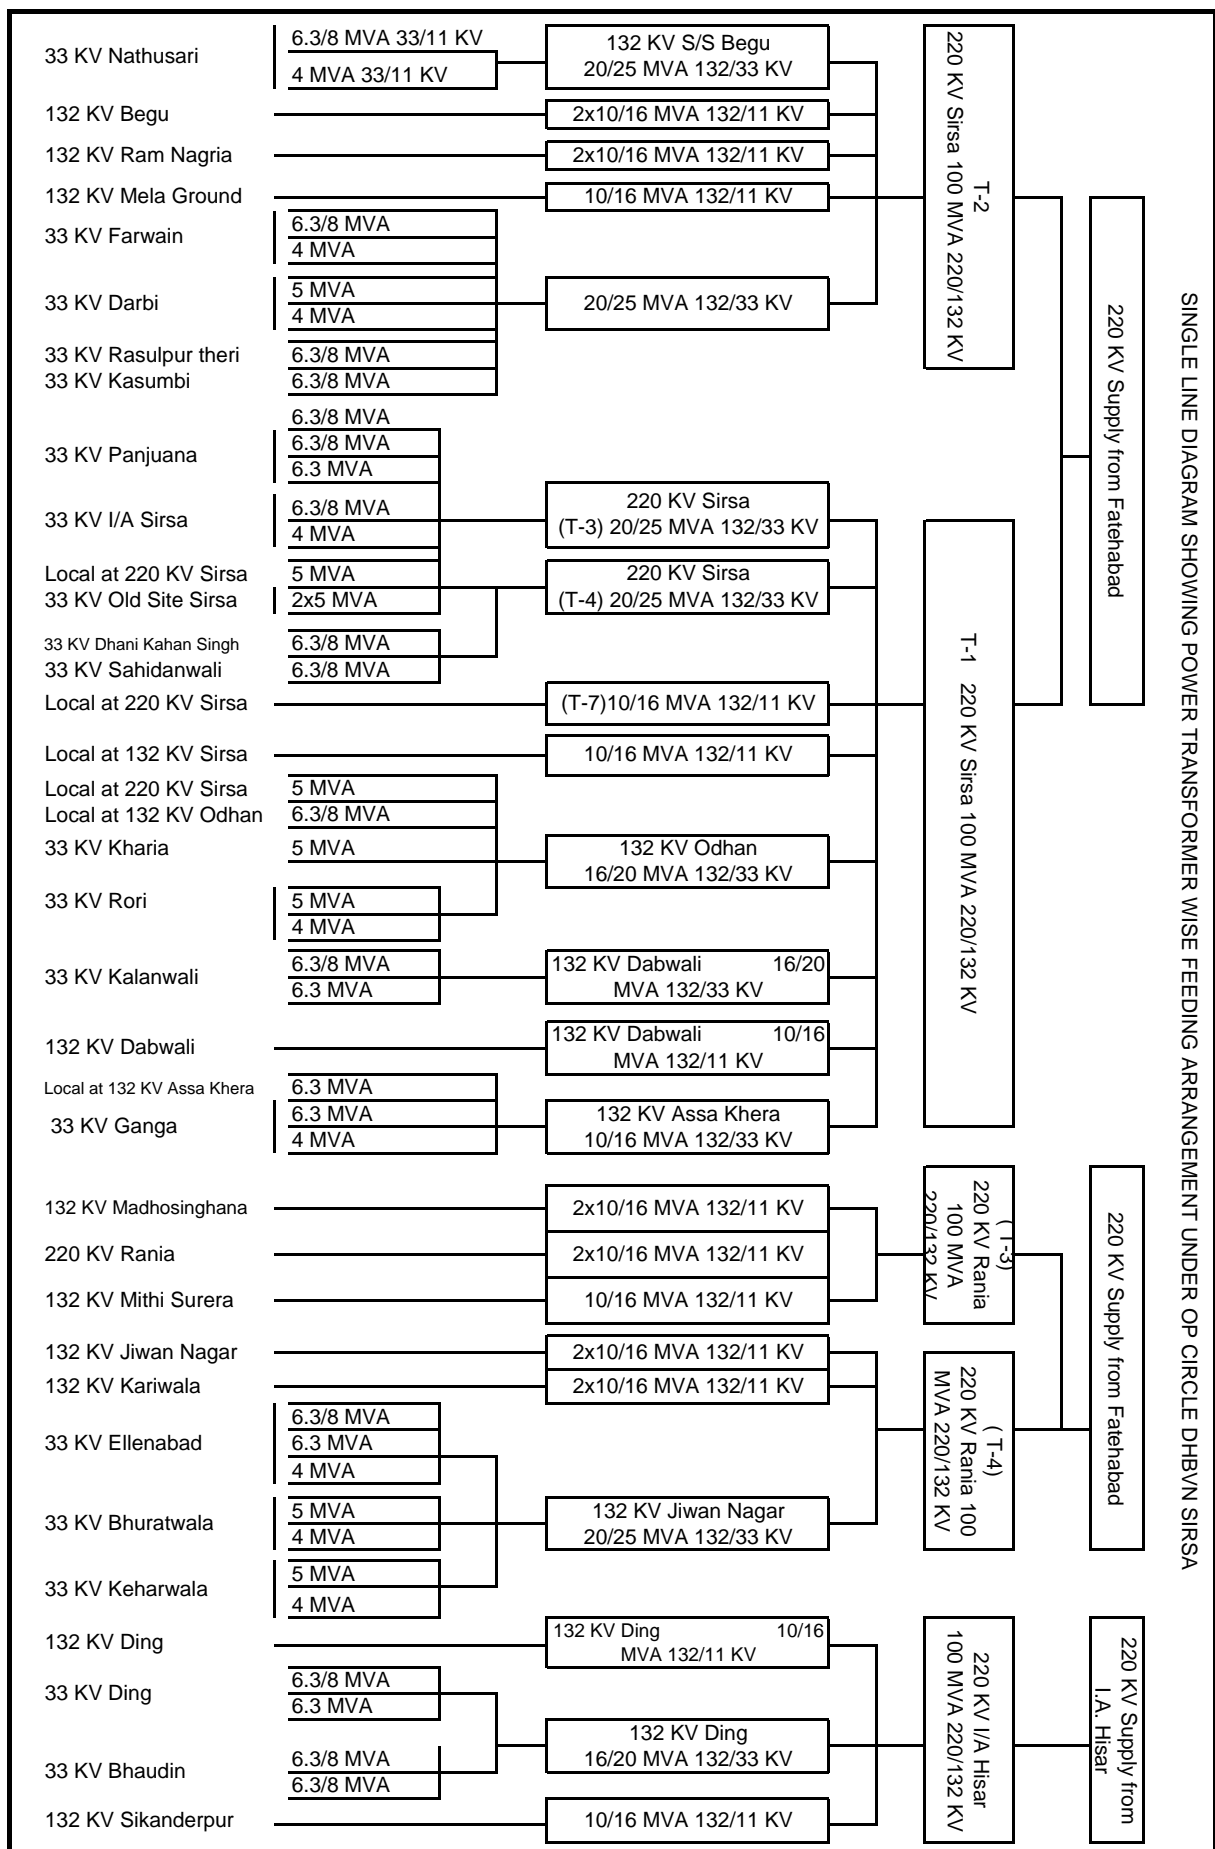 33 KV Nathusari
6.3/8 MVA 33/11 KV
4 MVA 33/11 KV
132 KV S/S Begu
20/25 MVA 132/33 KV
132 KV Begu
2x10/16 MVA 132/11 KV
132 KV Ram Nagria
2x10/16 MVA 132/11 KV
132 KV Mela Ground
10/16 MVA 132/11 KV
33 KV Farwain
6.3/8 MVA
4 MVA
33 KV Darbi
5 MVA
4 MVA
20/25 MVA 132/33 KV
33 KV Rasulpur theri
6.3/8 MVA
33 KV Kasumbi
6.3/8 MVA
T-2
220 KV Sirsa 100 MVA 220/132 KV
6.3/8 MVA
33 KV Panjuana
6.3/8 MVA
6.3 MVA
33 KV I/A Sirsa
6.3/8 MVA
4 MVA
220 KV Sirsa
(T-3) 20/25 MVA 132/33 KV
Local at 220 KV Sirsa
5 MVA
33 KV Old Site Sirsa
2x5 MVA
220 KV Sirsa
(T-4) 20/25 MVA 132/33 KV
33 KV Dhani Kahan Singh
6.3/8 MVA
33 KV Sahidanwali
6.3/8 MVA
Local at 220 KV Sirsa
(T-7)10/16 MVA 132/11 KV
Local at 132 KV Sirsa
10/16 MVA 132/11 KV
Local at 220 KV Sirsa
5 MVA
Local at 132 KV Odhan
6.3/8 MVA
33 KV Kharia
5 MVA
132 KV Odhan
16/20 MVA 132/33 KV
33 KV Rori
5 MVA
4 MVA
33 KV Kalanwali
6.3/8 MVA
6.3 MVA
132 KV Dabwali 16/20
MVA 132/33 KV
132 KV Dabwali
132 KV Dabwali 10/16
MVA 132/11 KV
Local at 132 KV Assa Khera
6.3 MVA
33 KV Ganga
6.3 MVA
4 MVA
132 KV Assa Khera
10/16 MVA 132/33 KV
T-1 220 KV Sirsa 100 MVA 220/132 KV
220 KV Supply from Fatehabad
132 KV Madhosinghana
2x10/16 MVA 132/11 KV
220 KV Rania
2x10/16 MVA 132/11 KV
132 KV Mithi Surera
10/16 MVA 132/11 KV
( T-3)
220 KV Rania
100 MVA
220/132 KV
132 KV Jiwan Nagar
2x10/16 MVA 132/11 KV
132 KV Kariwala
2x10/16 MVA 132/11 KV
33 KV Ellenabad
6.3/8 MVA
6.3 MVA
4 MVA
33 KV Bhuratwala
5 MVA
4 MVA
132 KV Jiwan Nagar
20/25 MVA 132/33 KV
33 KV Keharwala
5 MVA
4 MVA
( T-4)
220 KV Rania 100
MVA 220/132 KV
220 KV Supply from Fatehabad
132 KV Ding
132 KV Ding 10/16
MVA 132/11 KV
33 KV Ding
6.3/8 MVA
6.3 MVA
132 KV Ding
16/20 MVA 132/33 KV
33 KV Bhaudin
6.3/8 MVA
6.3/8 MVA
132 KV Sikanderpur
10/16 MVA 132/11 KV
220 KV I/A Hisar
100 MVA 220/132 KV
220 KV Supply from
I.A. Hisar
SINGLE LINE DIAGRAM SHOWING POWER TRANSFORMER WISE FEEDING ARRANGEMENT UNDER OP CIRCLE DHBVN SIRSA